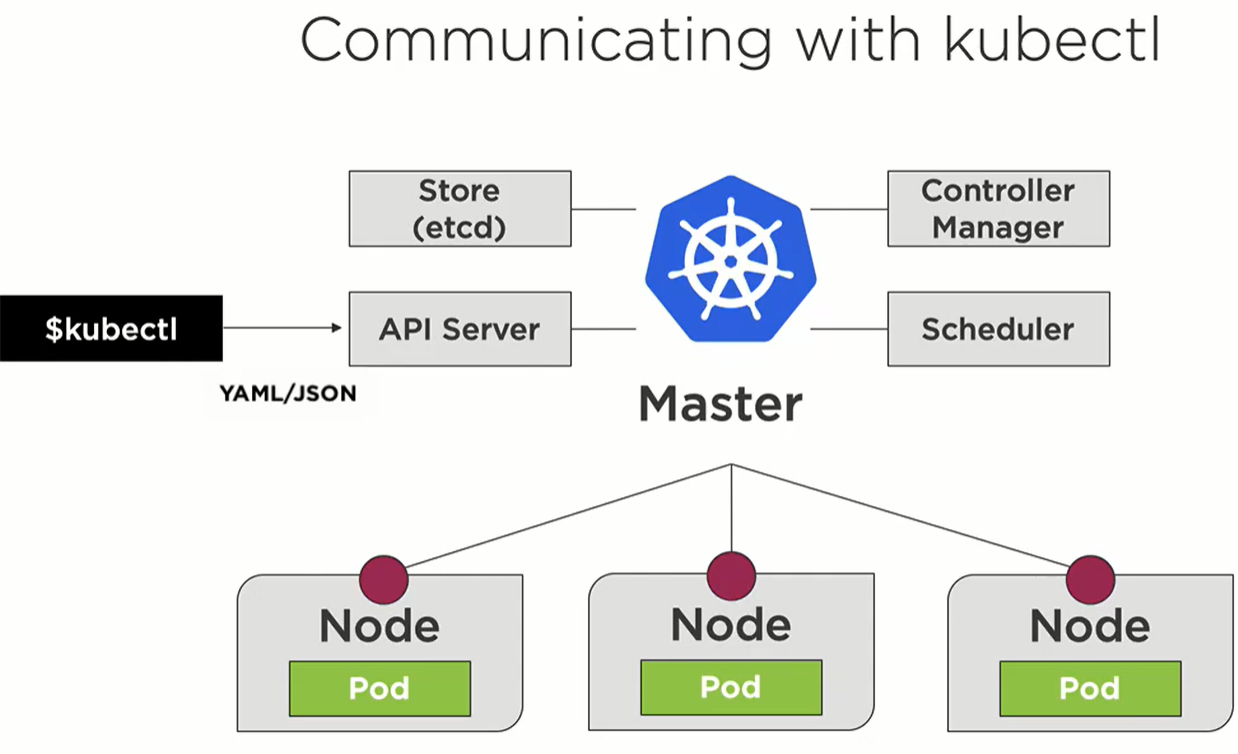 Communicating with kubectl
Store
(etcd)
Controller
Manager
$kubectl
API Server
Scheduler
YAML/JSON
Master
Node
Node
Node
Pod
Pod
Pod